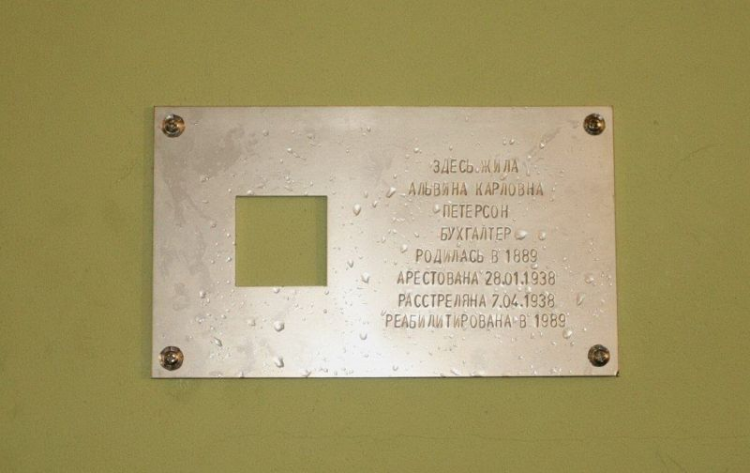 ЗДЕСЬ ЖИЛА
АЛЬВИНА КАРЛОВНА
ПЕТЕРСОН
БУХГАЛТЕР
РОДИЛАСЬ В 1889
АРЕСТОВАНА 28.01.1938
РАССТРЕЛЯНА 7.04.1938
РЕАБИЛИТИРОВАНА В 1989